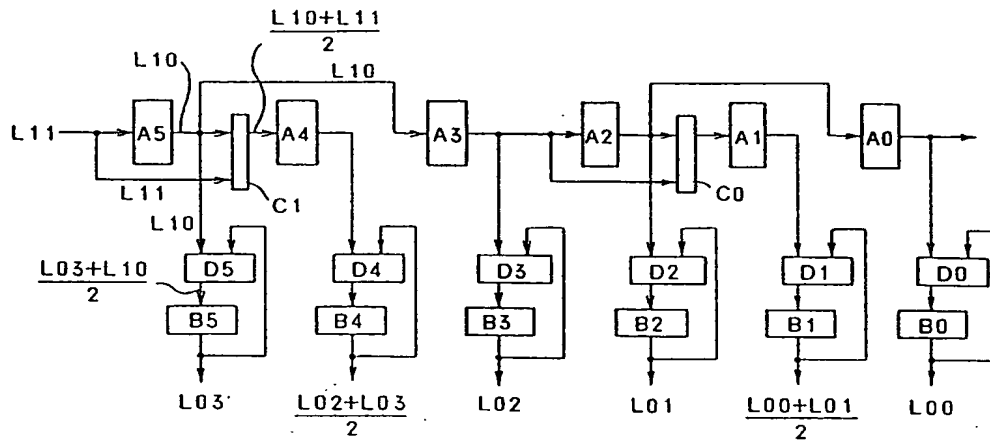 L10+L11
2
L10
L10
L11
A5
A4
A3
A2
A1
A0
L11
C1
C0
L10
D5
D4
D3
D2
D1
D0
L03+L10
2
B5
B4
B3
B2
B1
B0
L03
L02+L03
2
L02
L01
L00+L01
2
L00